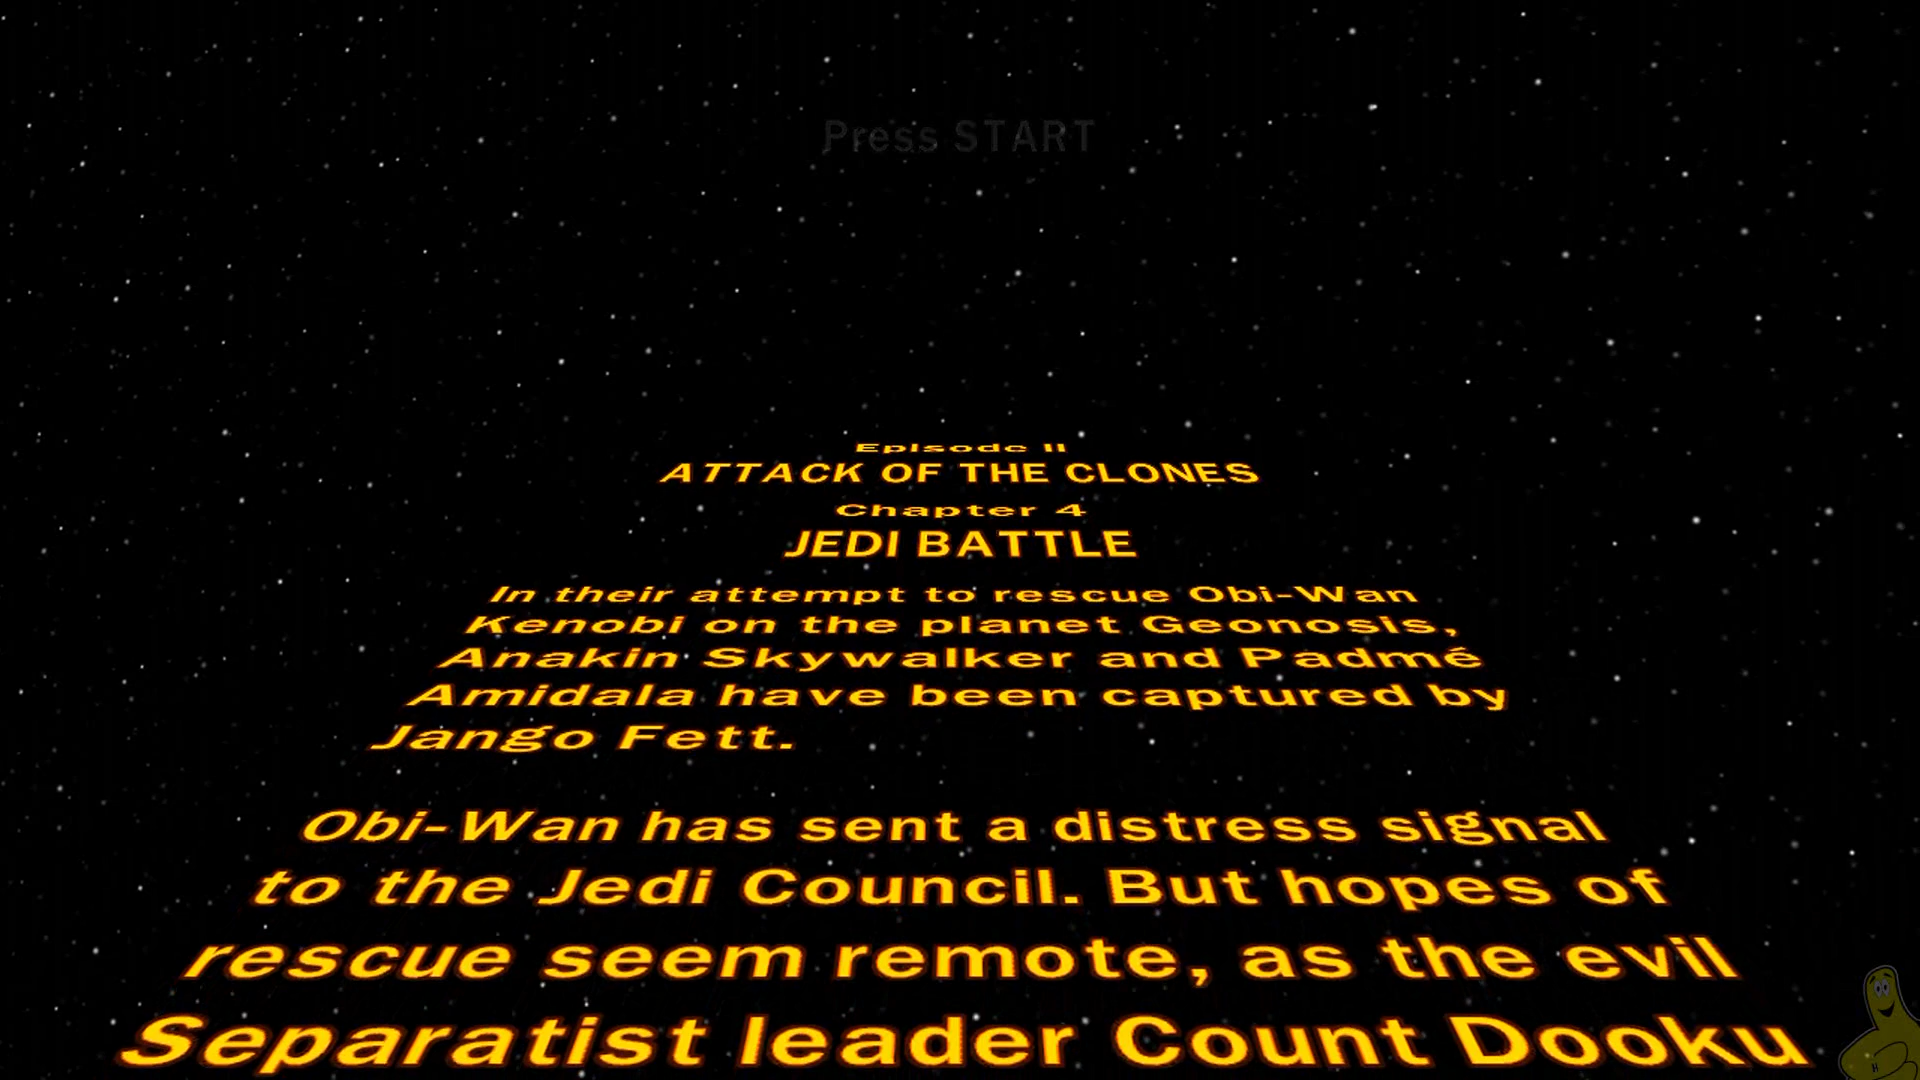 Press START
Episode II
ATTACK OF THE CLONES
Chapter 4
JEDI BATTLE
In their attempt to rescue Obi-Wan
Kenobi on the planet Geonosis,
Anakin Skywalker and Padmé
Amidala have been captured by
Jango Fett.
Obi-Wan has sent a distress signal
to the Jedi Council. But hopes of
rescue seem remote, as the evil
Separatist leader Count Dooku
H